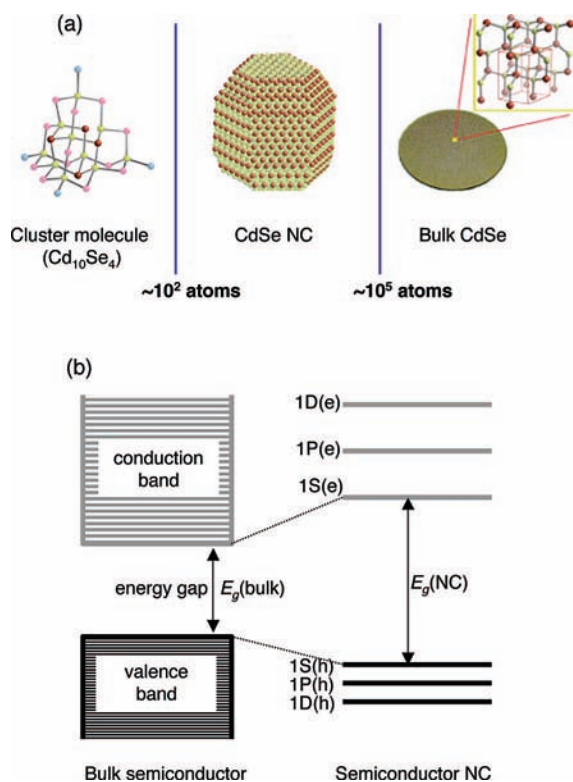 (a)
Cluster molecule
(Cd10Se4)
CdSe NC
Bulk CdSe
~10² atoms
~10⁵ atoms
(b)
conduction
band
1D(e)
1P(e)
1S(e)
energy gap
Eg(bulk)
Eg(NC)
valence
band
1S(h)
1P(h)
1D(h)
Bulk semiconductor
Semiconductor NC